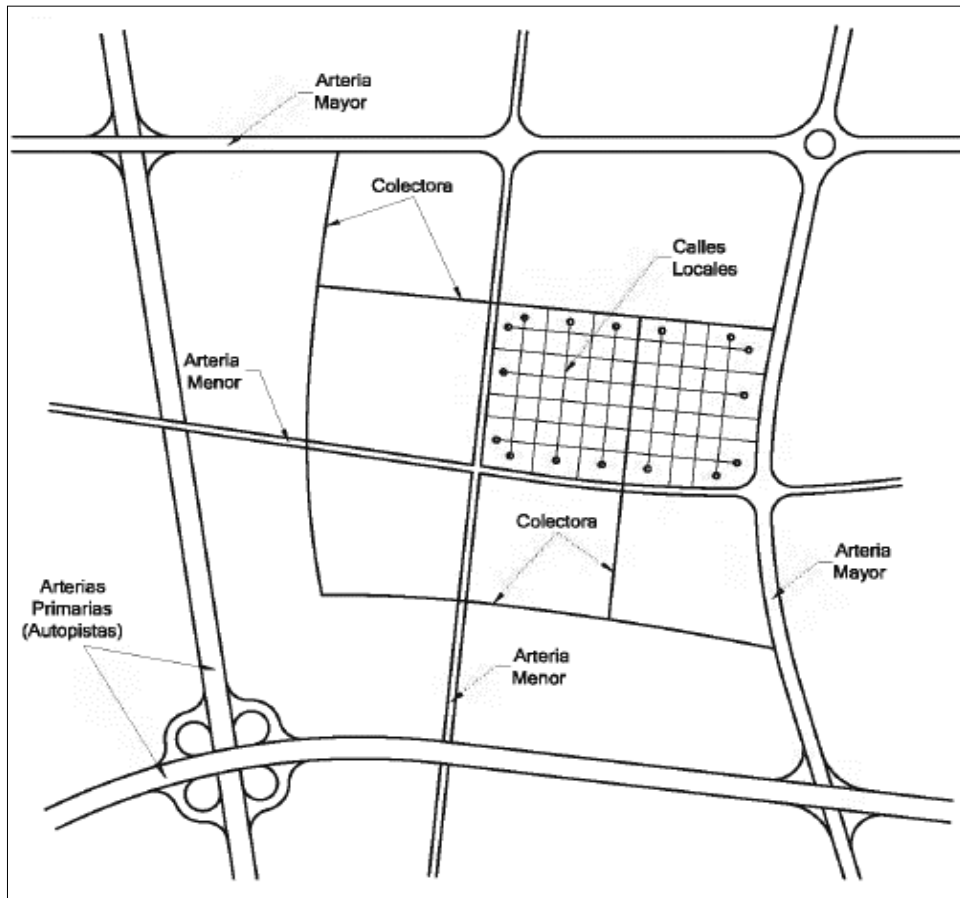 Arteria
Mayor
Colectora
Calles
Locales
Arteria
Menor
Colectora
Arteria
Mayor
Arterias
Primarias
(Autopistas)
Arteria
Menor